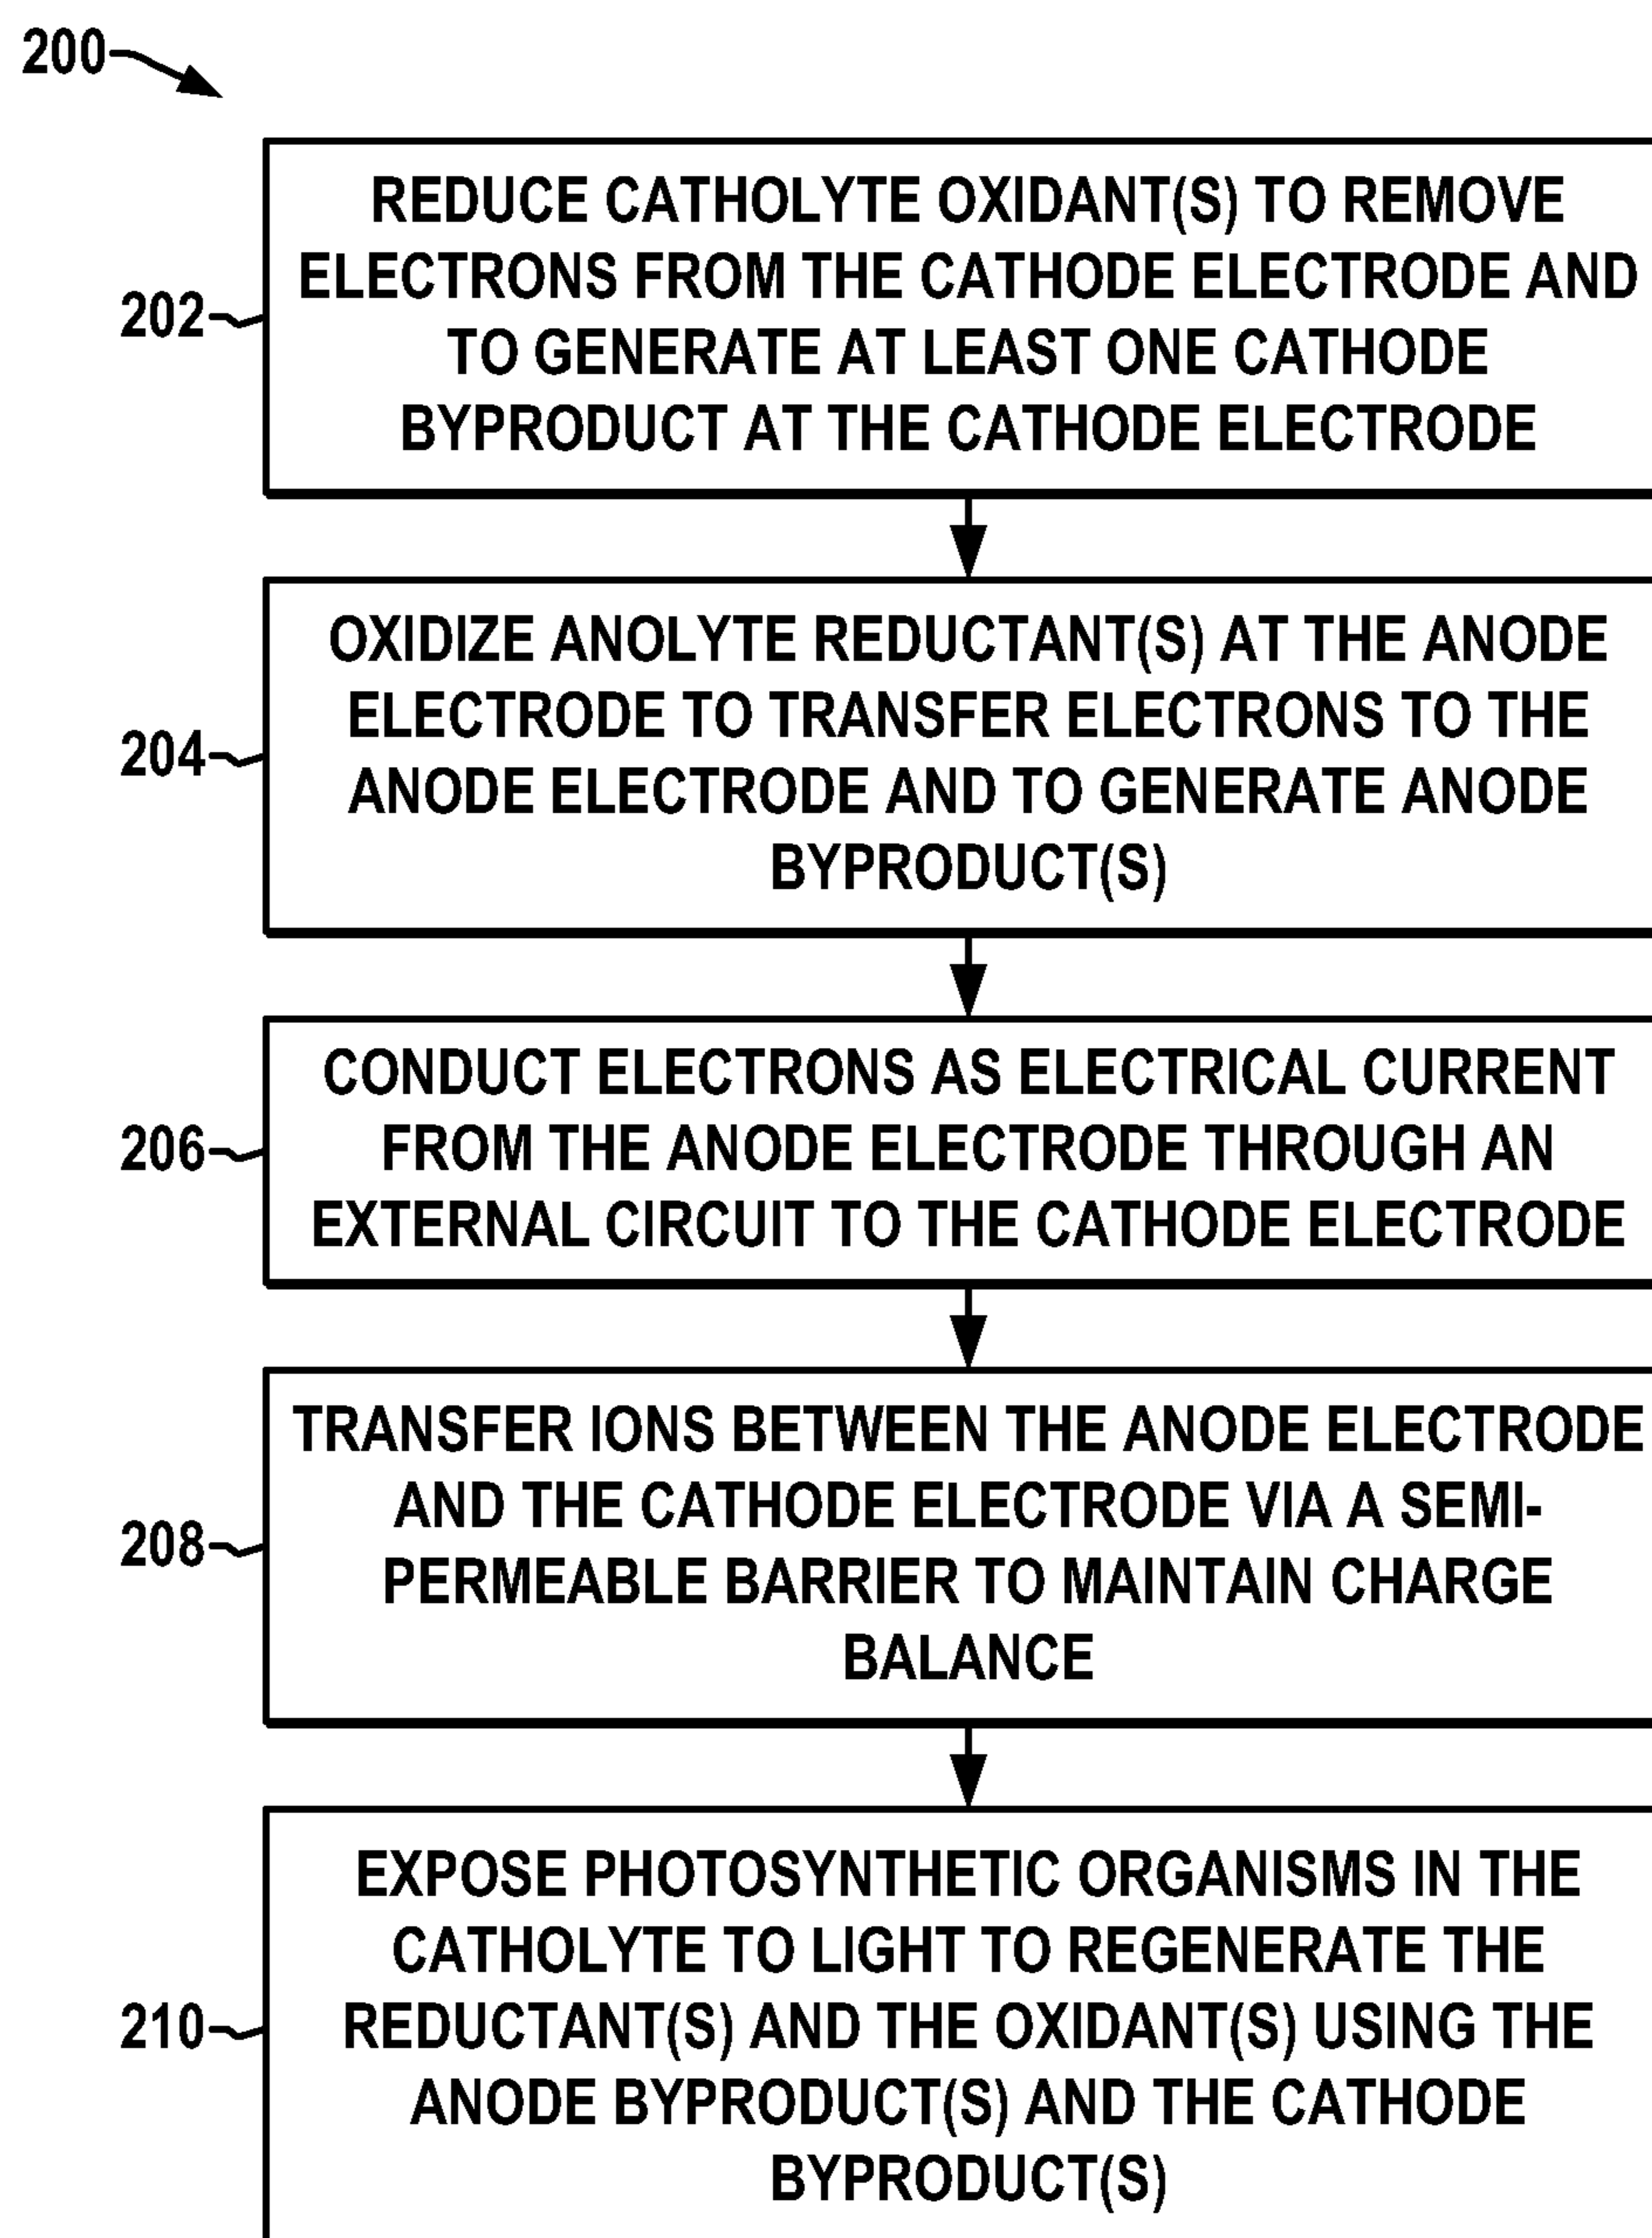 200
REDUCE CATHOLYTE OXIDANT(S) TO REMOVE
ELECTRONS FROM THE CATHODE ELECTRODE AND
TO GENERATE AT LEAST ONE CATHODE
BYPRODUCT AT THE CATHODE ELECTRODE
202
OXIDIZE ANOLYTE REDUCTANT(S) AT THE ANODE
ELECTRODE TO TRANSFER ELECTRONS TO THE
ANODE ELECTRODE AND TO GENERATE ANODE
BYPRODUCT(S)
204
CONDUCT ELECTRONS AS ELECTRICAL CURRENT
FROM THE ANODE ELECTRODE THROUGH AN
EXTERNAL CIRCUIT TO THE CATHODE ELECTRODE
206
TRANSFER IONS BETWEEN THE ANODE ELECTRODE
AND THE CATHODE ELECTRODE VIA A SEMI-
PERMEABLE BARRIER TO MAINTAIN CHARGE
BALANCE
208
EXPOSE PHOTOSYNTHETIC ORGANISMS IN THE
CATHOLYTE TO LIGHT TO REGENERATE THE
REDUCTANT(S) AND THE OXIDANT(S) USING THE
ANODE BYPRODUCT(S) AND THE CATHODE
BYPRODUCT(S)
210